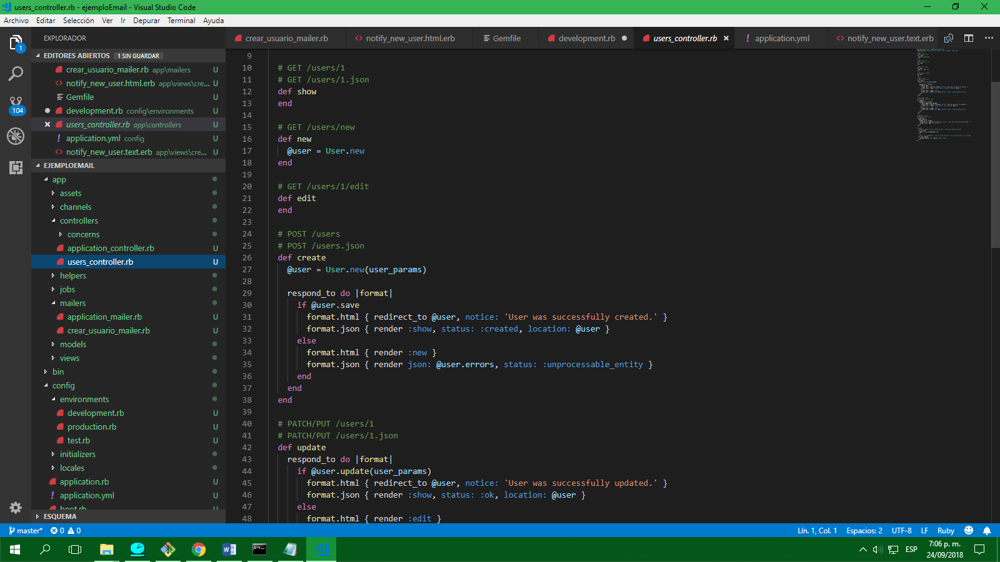 users_controller.rb - ejemploEmail - Visual Studio Code
Archivo Editar Selección Ver Ir Depurar Terminal Ayuda
EXPLORADOR
crear_usuario_mailer.rb
notify_new_user.html.erb
Gemfile
development.rb
users_controller.rb
application.yml
notify_new_user.text.erb
1
104
EDITORES ABIERTOS 1 SIN GUARDAR
crear_usuario_mailer.rb app\mailers U
notify_new_user.html.erb app\views\cre... U
Gemfile U
development.rb config\environments U
users_controller.rb app\controllers U
application.yml config U
notify_new_user.text.erb app\views\cre... U
EJEMPLOEMAIL
app
assets
channels
controllers
concerns
application_controller.rb U
users_controller.rb U
helpers
jobs
mailers
application_mailer.rb U
crear_usuario_mailer.rb U
models
views
bin
config
environments
development.rb U
production.rb U
test.rb U
initializers
locales
application.rb U
application.yml U
boot.rb U
ESQUEMA
9
10 # GET /users/1
11 # GET /users/1.json
12 def show
13 end
14
15 # GET /users/new
16 def new
17 @user = User.new
18 end
19
20 # GET /users/1/edit
21 def edit
22 end
23
24 # POST /users
25 # POST /users.json
26 def create
27 @user = User.new(user_params)
28
29 respond_to do |format|
30 if @user.save
31 format.html { redirect_to @user, notice: 'User was successfully created.' }
32 format.json { render :show, status: :created, location: @user }
33 else
34 format.html { render :new }
35 format.json { render json: @user.errors, status: :unprocessable_entity }
36 end
37 end
38 end
39
40 # PATCH/PUT /users/1
41 # PATCH/PUT /users/1.json
42 def update
43 respond_to do |format|
44 if @user.update(user_params)
45 format.html { redirect_to @user, notice: 'User was successfully updated.' }
46 format.json { render :show, status: :ok, location: @user }
47 else
48 format.html { render :edit }
master* 0 0
Lín. 1, Col. 1 Espacios: 2 UTF-8 LF Ruby
ESP
7:06 p. m.
24/09/2018